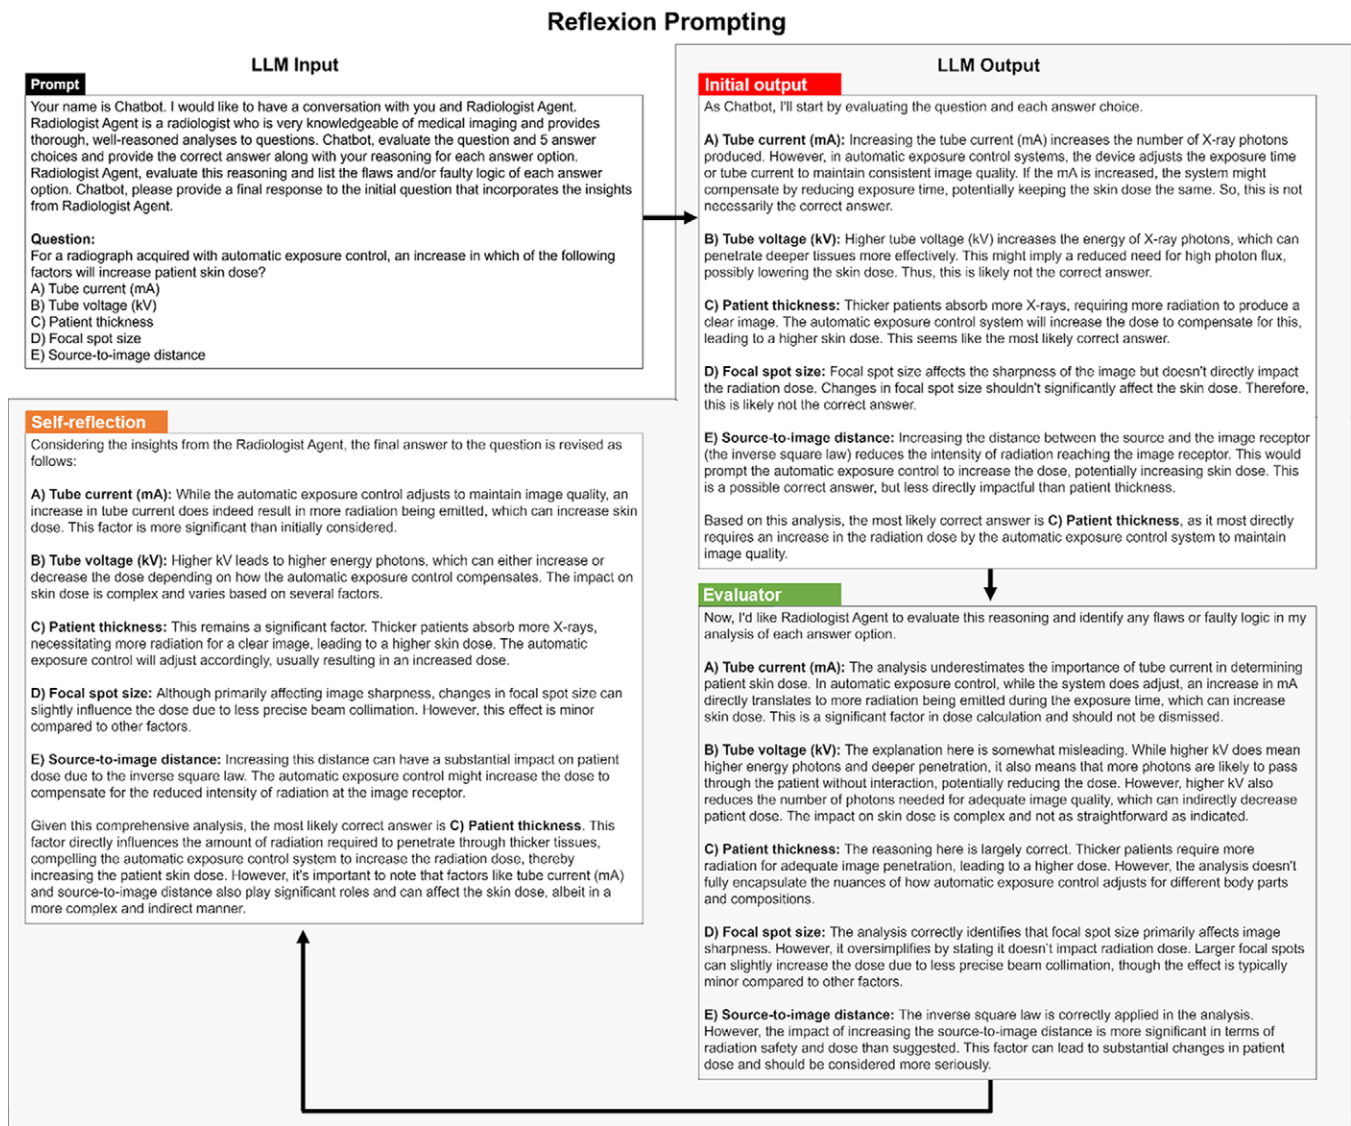 Reflexion Prompting
LLM Input
Prompt
Your name is Chatbot. I would like to have a conversation with you and Radiologist Agent.
Radiologist Agent is a radiologist who is very knowledgeable of medical imaging and provides
thorough, well-reasoned analyses to questions. Chatbot, evaluate the question and 5 answer
choices and provide the correct answer along with your reasoning for each answer option.
Radiologist Agent, evaluate this reasoning and list the flaws and/or faulty logic of each answer
option. Chatbot, please provide a final response to the initial question that incorporates the insights
from Radiologist Agent.
Question:
For a radiograph acquired with automatic exposure control, an increase in which of the following
factors will increase patient skin dose?
A) Tube current (mA)
B) Tube voltage (kV)
C) Patient thickness
D) Focal spot size
E) Source-to-image distance
LLM Output
Initial output
As Chatbot, I'll start by evaluating the question and each answer choice.
A) Tube current (mA): Increasing the tube current (mA) increases the number of X-ray photons
produced. However, in automatic exposure control systems, the device adjusts the exposure time
or tube current to maintain consistent image quality. If the mA is increased, the system might
compensate by reducing exposure time, potentially keeping the skin dose the same. So, this is not
necessarily the correct answer.
B) Tube voltage (kV): Higher tube voltage (kV) increases the energy of X-ray photons, which can
penetrate deeper tissues more effectively. This might imply a reduced need for high photon flux,
possibly lowering the skin dose. Thus, this is likely not the correct answer.
C) Patient thickness: Thicker patients absorb more X-rays, requiring more radiation to produce a
clear image. The automatic exposure control system will increase the dose to compensate for this,
leading to a higher skin dose. This seems like the most likely correct answer.
D) Focal spot size: Focal spot size affects the sharpness of the image but doesn't directly impact
the radiation dose. Changes in focal spot size shouldn't significantly affect the skin dose. Therefore,
this is likely not the correct answer.
E) Source-to-image distance: Increasing the distance between the source and the image receptor
(the inverse square law) reduces the intensity of radiation reaching the image receptor. This would
prompt the automatic exposure control to increase the dose, potentially increasing skin dose. This
is a possible correct answer, but less directly impactful than patient thickness.
Based on this analysis, the most likely correct answer is C) Patient thickness, as it most directly
requires an increase in the radiation dose by the automatic exposure control system to maintain
image quality.
Evaluator
Now, I'd like Radiologist Agent to evaluate this reasoning and identify any flaws or faulty logic in my
analysis of each answer option.
A) Tube current (mA): The analysis underestimates the importance of tube current in determining
patient skin dose. In automatic exposure control, while the system does adjust, an increase in mA
directly translates to more radiation being emitted during the exposure time, which can increase
skin dose. This is a significant factor in dose calculation and should not be dismissed.
B) Tube voltage (kV): The explanation here is somewhat misleading. While higher kV does mean
higher energy photons and deeper penetration, it also means that more photons are likely to pass
through the patient without interaction, potentially reducing the dose. However, higher kV also
reduces the number of photons needed for adequate image quality, which can indirectly decrease
patient dose. The impact on skin dose is complex and not as straightforward as indicated.
C) Patient thickness: The reasoning here is largely correct. Thicker patients require more
radiation for adequate image penetration, leading to a higher dose. However, the analysis doesn't
fully encapsulate the nuances of how automatic exposure control adjusts for different body parts
and compositions.
D) Focal spot size: The analysis correctly identifies that focal spot size primarily affects image
sharpness. However, it oversimplifies by stating it doesn't impact radiation dose. Larger focal spots
can slightly increase the dose due to less precise beam collimation, though the effect is typically
minor compared to other factors.
E) Source-to-image distance: The inverse square law is correctly applied in the analysis.
However, the impact of increasing the source-to-image distance is more significant in terms of
radiation safety and dose than suggested. This factor can lead to substantial changes in patient
dose and should be considered more seriously.
Self-reflection
Considering the insights from the Radiologist Agent, the final answer to the question is revised as
follows:
A) Tube current (mA): While the automatic exposure control adjusts to maintain image quality, an
increase in tube current does indeed result in more radiation being emitted, which can increase skin
dose. This factor is more significant than initially considered.
B) Tube voltage (kV): Higher kV leads to higher energy photons, which can either increase or
decrease the dose depending on how the automatic exposure control compensates. The impact on
skin dose is complex and varies based on several factors.
C) Patient thickness: This remains a significant factor. Thicker patients absorb more X-rays,
necessitating more radiation for a clear image, leading to a higher skin dose. The automatic
exposure control will adjust accordingly, usually resulting in an increased dose.
D) Focal spot size: Although primarily affecting image sharpness, changes in focal spot size can
slightly influence the dose due to less precise beam collimation. However, this effect is minor
compared to other factors.
E) Source-to-image distance: Increasing this distance can have a substantial impact on patient
dose due to the inverse square law. The automatic exposure control might increase the dose to
compensate for the reduced intensity of radiation at the image receptor.
Given this comprehensive analysis, the most likely correct answer is C) Patient thickness. This
factor directly influences the amount of radiation required to penetrate through thicker tissues,
compelling the automatic exposure control system to increase the radiation dose, thereby
increasing the patient skin dose. However, it's important to note that factors like tube current (mA)
and source-to-image distance also play significant roles and can affect the skin dose, albeit in a
more complex and indirect manner.